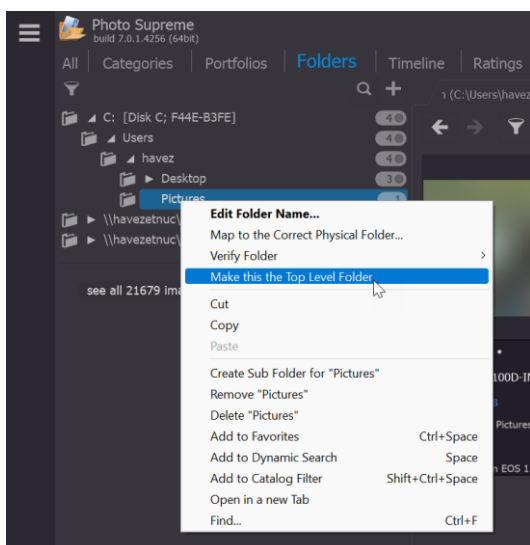 Photo Supreme
build 7.0.1.4256 (64bit)
All Categories Portfolios Folders Timeline Ratings
(C:\Users\havez
C: [Disk C; F44E-B3FE] 4
Users 4
havez 4
Desktop 3
Pictures 1
\\havezetnuc\
\\havezetnuc\
see all 21679 ima
Edit Folder Name...
Map to the Correct Physical Folder...
Verify Folder
Make this the Top Level Folder
Cut
Copy
Paste
Create Sub Folder for "Pictures"
Remove "Pictures"
Delete "Pictures"
Add to Favorites Ctrl+Space
Add to Dynamic Search Space
Add to Catalog Filter Shift+Ctrl+Space
Open in a new Tab
Find... Ctrl+F
100D-IM
Pictures
EOS 1